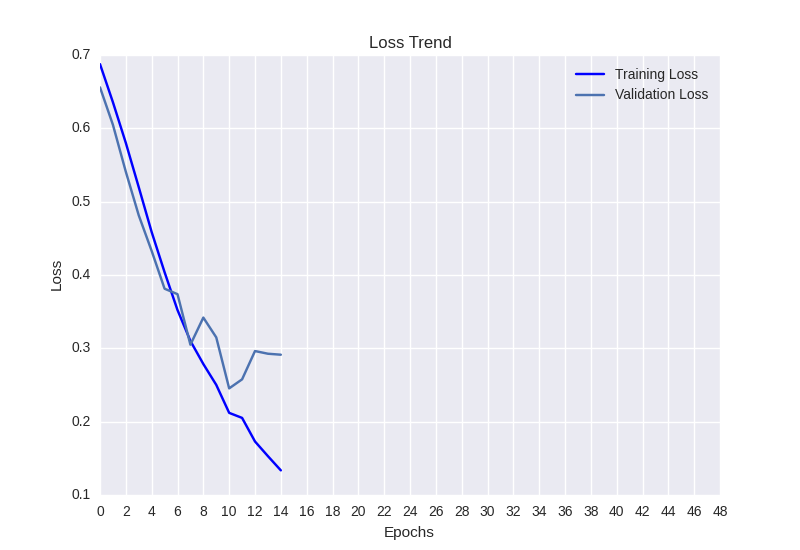 Loss Trend
Training Loss
Validation Loss
0.7
0.6
0.5
0.4
0.3
0.2
0.1
Loss
0 2 4 6 8 10 12 14 16 18 20 22 24 26 28 30 32 34 36 38 40 42 44 46 48
Epochs